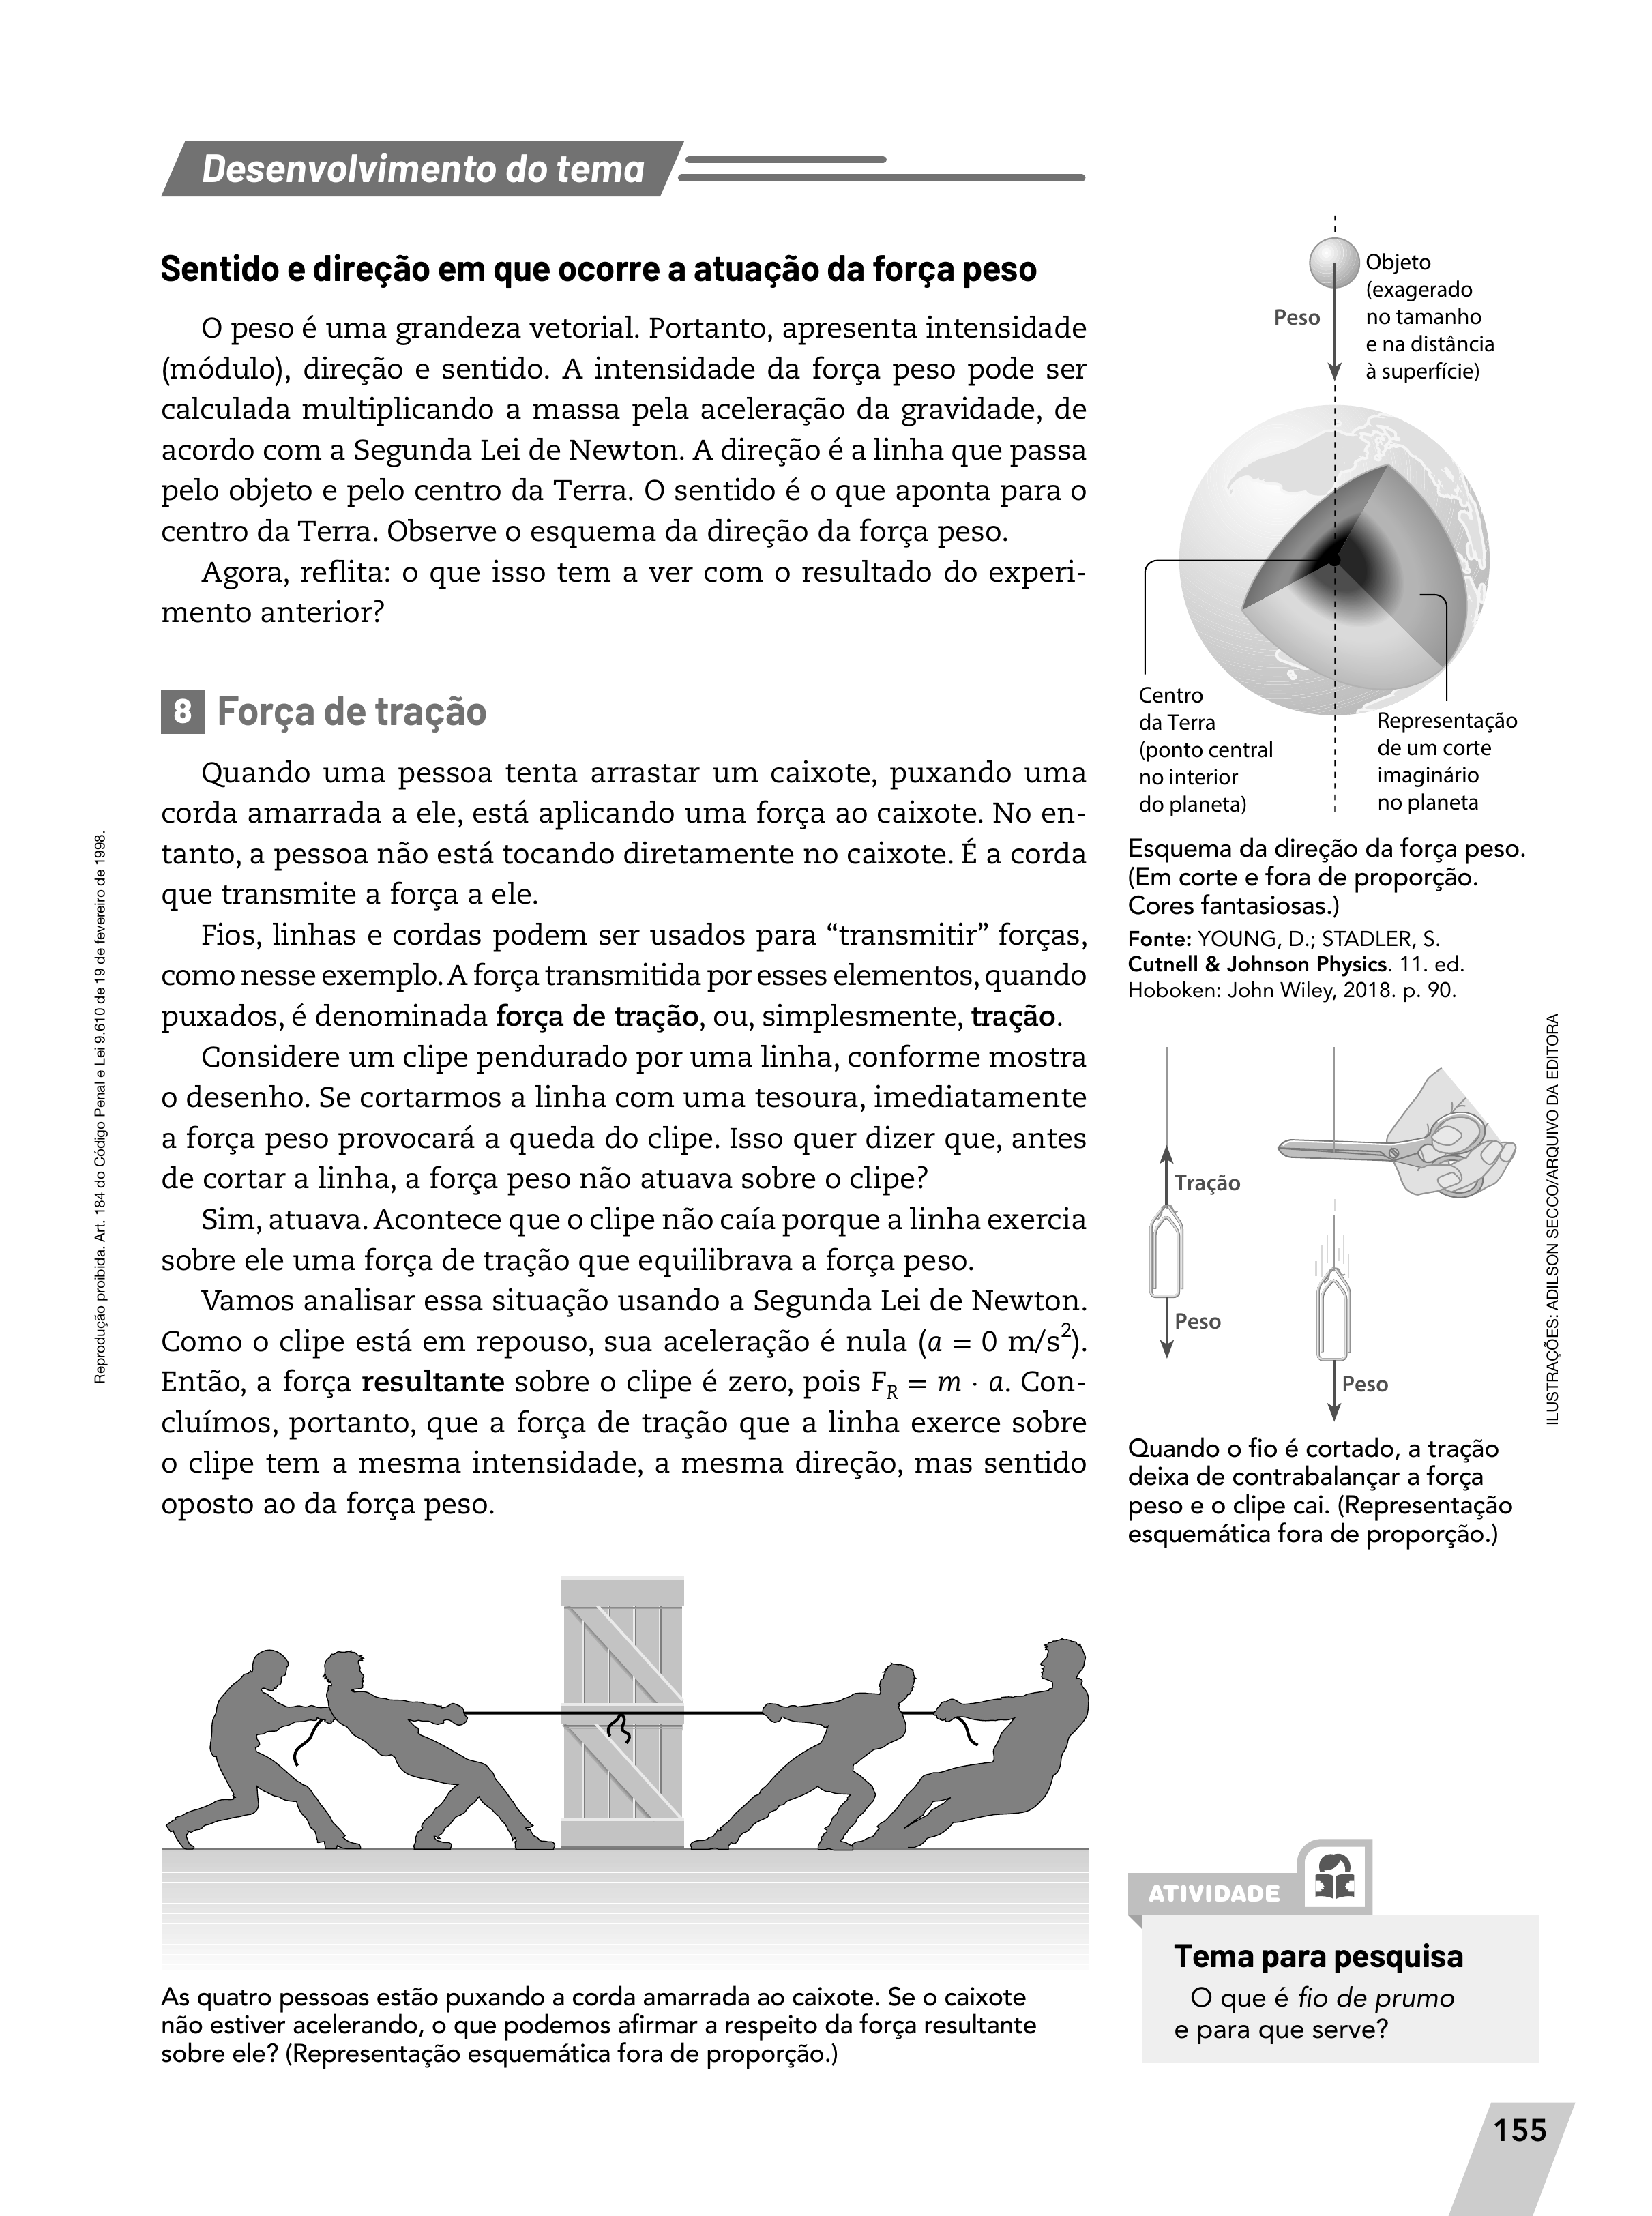 Desenvolvimento do tema
Sentido e direção em que ocorre a atuação da força peso
O peso é uma grandeza vetorial. Portanto, apresenta intensidade
(módulo), direção e sentido. A intensidade da força peso pode ser
calculada multiplicando a massa pela aceleração da gravidade, de
acordo com a Segunda Lei de Newton. A direção é a linha que passa
pelo objeto e pelo centro da Terra. O sentido é o que aponta para o
centro da Terra. Observe o esquema da direção da força peso.
Agora, reflita: o que isso tem a ver com o resultado do experi-
mento anterior?
8 Força de tração
Quando uma pessoa tenta arrastar um caixote, puxando uma
corda amarrada a ele, está aplicando uma força ao caixote. No en-
tanto, a pessoa não está tocando diretamente no caixote. É a corda
que transmite a força a ele.
Fios, linhas e cordas podem ser usados para “transmitir” forças,
como nesse exemplo. A força transmitida por esses elementos, quando
puxados, é denominada força de tração, ou, simplesmente, tração.
Considere um clipe pendurado por uma linha, conforme mostra
o desenho. Se cortarmos a linha com uma tesoura, imediatamente
a força peso provocará a queda do clipe. Isso quer dizer que, antes
de cortar a linha, a força peso não atuava sobre o clipe?
Sim, atuava. Acontece que o clipe não caía porque a linha exercia
sobre ele uma força de tração que equilibrava a força peso.
Vamos analisar essa situação usando a Segunda Lei de Newton.
Como o clipe está em repouso, sua aceleração é nula (a = 0 m/s²).
Então, a força resultante sobre o clipe é zero, pois F_R = m · a. Con-
cluímos, portanto, que a força de tração que a linha exerce sobre
o clipe tem a mesma intensidade, a mesma direção, mas sentido
oposto ao da força peso.
As quatro pessoas estão puxando a corda amarrada ao caixote. Se o caixote
não estiver acelerando, o que podemos afirmar a respeito da força resultante
sobre ele? (Representação esquemática fora de proporção.)
Peso
Objeto
(exagerado
no tamanho
e na distância
à superfície)
Centro
da Terra
(ponto central
no interior
do planeta)
Representação
de um corte
imaginário
no planeta
Esquema da direção da força peso.
(Em corte e fora de proporção.
Cores fantasiosas.)
Fonte: YOUNG, D.; STADLER, S.
Cutnell & Johnson Physics. 11. ed.
Hoboken: John Wiley, 2018. p. 90.
Tração
Peso
Peso
Quando o fio é cortado, a tração
deixa de contrabalançar a força
peso e o clipe cai. (Representação
esquemática fora de proporção.)
ATIVIDADE
Tema para pesquisa
O que é fio de prumo
e para que serve?
Reprodução proibida. Art. 184 do Código Penal e Lei 9.610 de 19 de fevereiro de 1998.
ILUSTRAÇÕES: ADILSON SECCO/ARQUIVO DA EDITORA
155